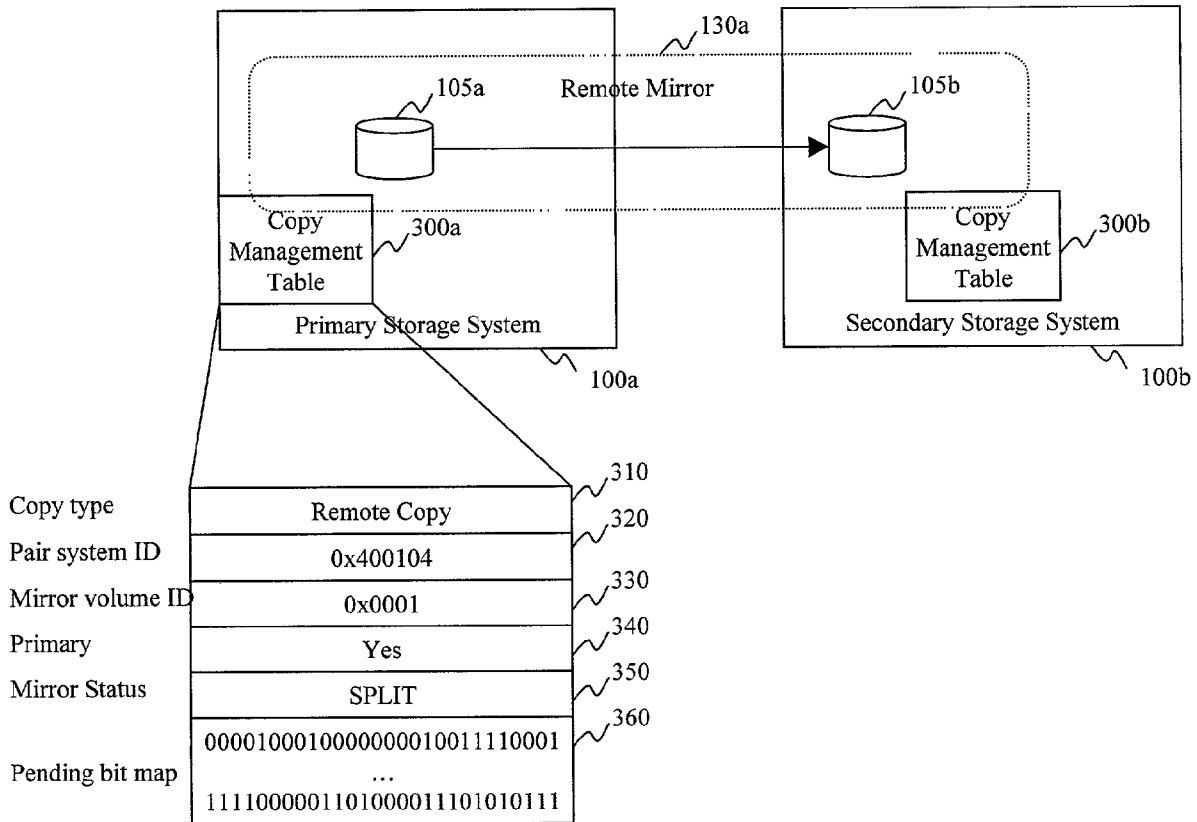 130a
105a
Remote Mirror
105b
Copy
Management
Table
300a
Copy
Management
Table
300b
Primary Storage System
Secondary Storage System
100a
100b
310
Copy type
Remote Copy
320
Pair system ID
0x400104
330
Mirror volume ID
0x0001
340
Primary
Yes
350
Mirror Status
SPLIT
360
00001000100000000010011110001
Pending bit map
...
1111000001101000011101010111